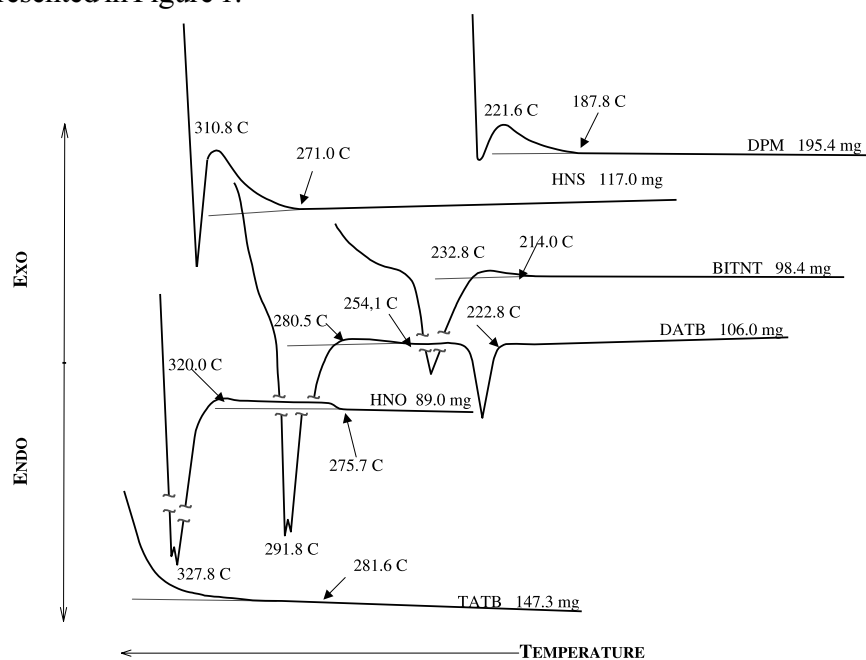 resented in Figure 1.
221.6 C
187.8 C
310.8 C
DPM 195.4 mg
271.0 C
HNS 117.0 mg
232.8 C
214.0 C
EXO
BITNT 98.4 mg
254,1 C
280.5 C
222.8 C
DATB 106.0 mg
320.0 C
HNO 89.0 mg
ENDO
275.7 C
291.8 C
327.8 C
281.6 C
TATB 147.3 mg
TEMPERATURE